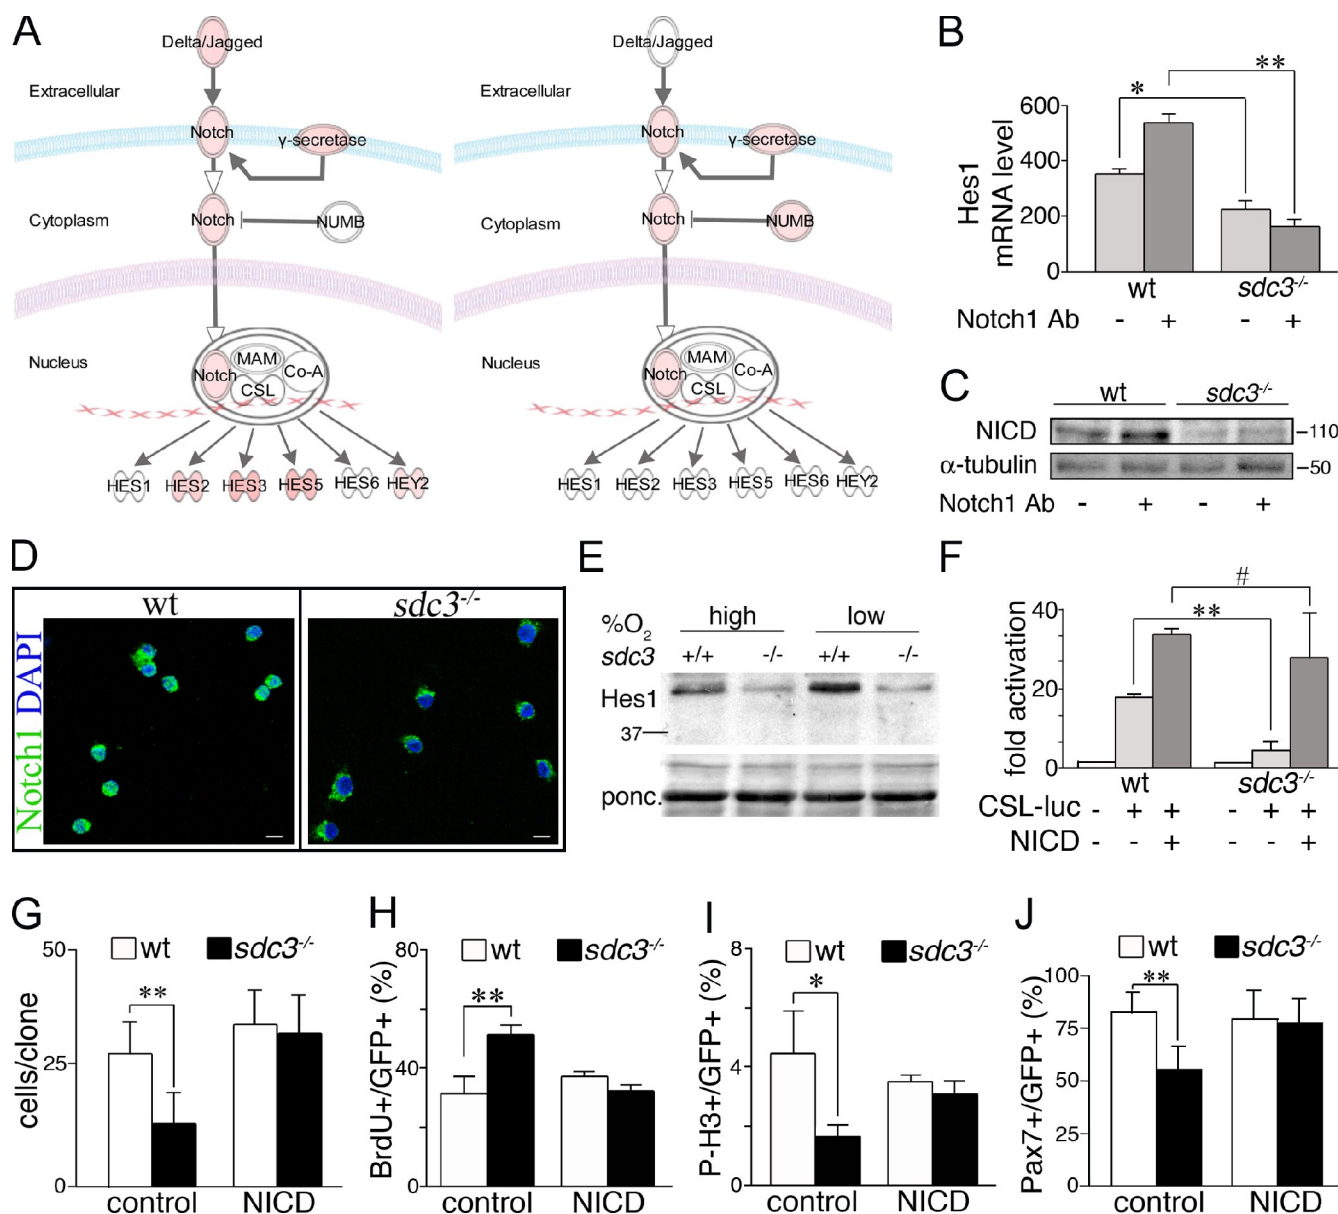 A
Delta/Jagged
Extracellular
Notch
γ-secretase
Cytoplasm
Notch
NUMB
Nucleus
Notch
MAM
CSL
Co-A
HES1 HES2 HES3 HES5 HES6 HEY2
Delta/Jagged
Extracellular
Notch
γ-secretase
Cytoplasm
Notch
NUMB
Nucleus
Notch
MAM
CSL
Co-A
HES1 HES2 HES3 HES5 HES6 HEY2
B
Hes1
mRNA level
600
400
200
0
* **
wt sdc3-/-
Notch1 Ab - + - +
C
wt sdc3-/-
NICD –110
α-tubulin –50
Notch1 Ab - + - +
D
wt sdc3-/-
Notch1 DAPI
E
%O2 high low
sdc3 +/+ -/- +/+ -/-
Hes1
37
ponc.
F
fold activation
40
20
0
#
**
wt sdc3-/-
CSL-luc - + + - + +
NICD - - + - - +
G
wt sdc3-/-
cells/clone
50
25
0
**
control NICD
H
wt sdc3-/-
BrdU+/GFP+ (%)
80
40
0
**
control NICD
I
wt sdc3-/-
P-H3+/GFP+ (%)
8
4
0
*
control NICD
J
wt sdc3-/-
Pax7+/GFP+ (%)
100
75
50
25
0
**
control NICD